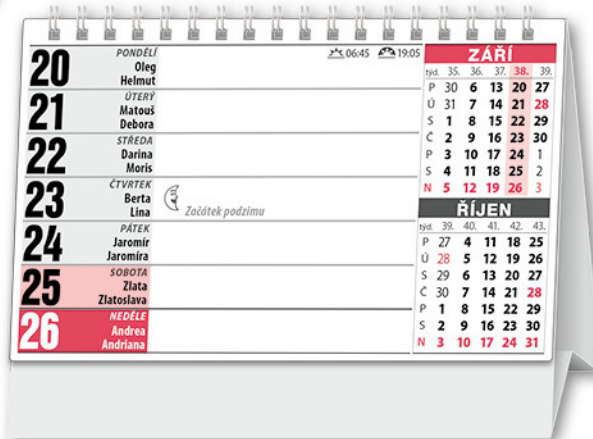 20 PONDĚLÍ
Oleg
Helmut
06:45 19:05
21 ÚTERÝ
Matouš
Debora
22 STŘEDA
Darina
Moris
23 ČTVRTEK
Berta
Lina
Začátek podzimu
24 PÁTEK
Jaromír
Jaromíra
25 SOBOTA
Zlata
Zlatoslava
26 NEDĚLE
Andrea
Andriana
ZÁŘÍ
týd. 35. 36. 37. 38. 39.
P 30 6 13 20 27
Ú 31 7 14 21 28
S 1 8 15 22 29
Č 2 9 16 23 30
P 3 10 17 24 1
S 4 11 18 25 2
N 5 12 19 26 3
ŘÍJEN
týd. 39. 40. 41. 42. 43.
P 27 4 11 18 25
Ú 28 5 12 19 26
S 29 6 13 20 27
Č 30 7 14 21 28
P 1 8 15 22 29
S 2 9 16 23 30
N 3 10 17 24 31